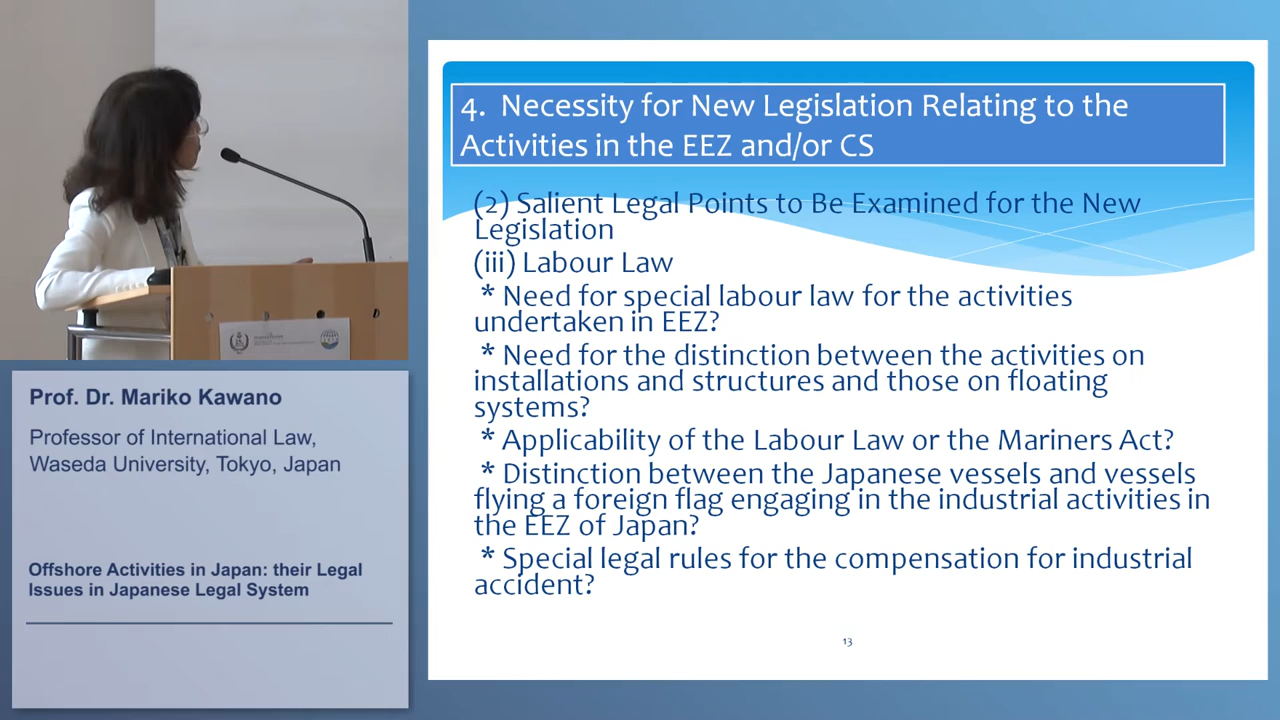 4. Necessity for New Legislation Relating to the
Activities in the EEZ and/or CS
(2) Salient Legal Points to Be Examined for the New
Legislation
(iii) Labour Law
* Need for special labour law for the activities
undertaken in EEZ?
* Need for the distinction between the activities on
installations and structures and those on floating
systems?
* Applicability of the Labour Law or the Mariners Act?
* Distinction between the Japanese vessels and vessels
flying a foreign flag engaging in the industrial activities in
the EEZ of Japan?
* Special legal rules for the compensation for industrial
accident?
13
Prof. Dr. Mariko Kawano
Professor of International Law,
Waseda University, Tokyo, Japan
Offshore Activities in Japan: their Legal
Issues in Japanese Legal System